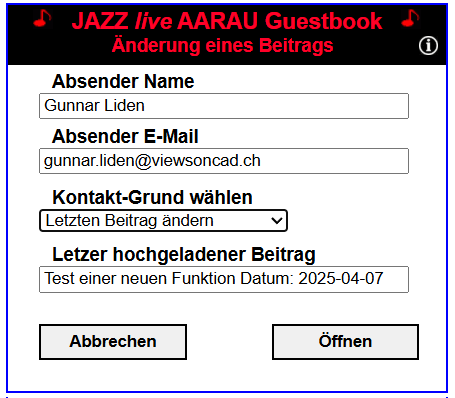 JAZZ live AARAU Guestbook
Änderung eines Beitrags
Absender Name
Gunnar Liden
Absender E-Mail
gunnar.liden@viewsoncad.ch
Kontakt-Grund wählen
Letzten Beitrag ändern
Letzer hochgeladener Beitrag
Test einer neuen Funktion Datum: 2025-04-07
Abbrechen Öffnen